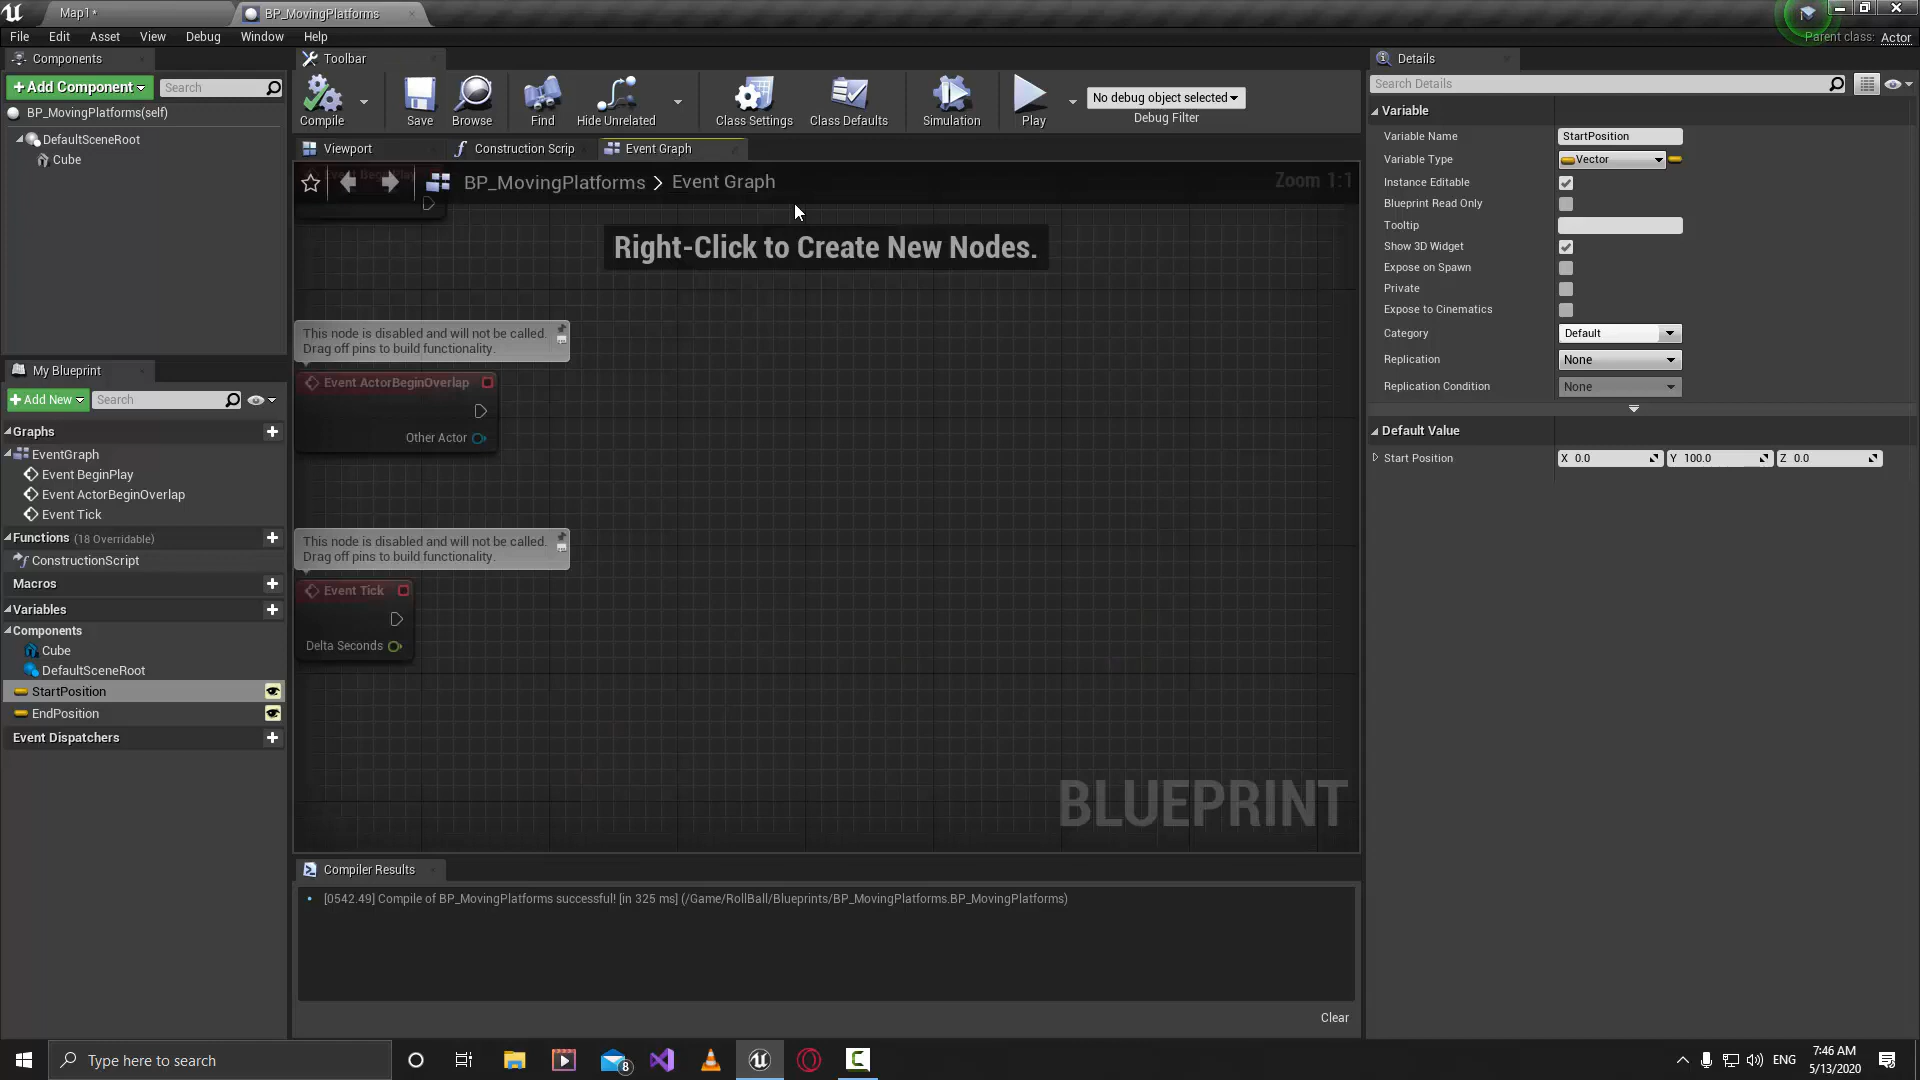 Map1*
BP_MovingPlatforms
File Edit Asset View Debug Window Help
Parent class: Actor
Components
+Add Component
Search
BP_MovingPlatforms(self)
DefaultSceneRoot
Cube
Toolbar
Compile
Save
Browse
Find
Hide Unrelated
Class Settings
Class Defaults
Simulation
Play
No debug object selected
Debug Filter
Viewport
Construction Scrip
Event Graph
BP_MovingPlatforms > Event Graph
Zoom 1:1
Right-Click to Create New Nodes.
This node is disabled and will not be called.
Drag off pins to build functionality.
Event ActorBeginOverlap
Other Actor
This node is disabled and will not be called.
Drag off pins to build functionality.
Event Tick
Delta Seconds
BLUEPRINT
My Blueprint
+Add New
Search
Graphs
EventGraph
Event BeginPlay
Event ActorBeginOverlap
Event Tick
Functions (18 Overridable)
ConstructionScript
Macros
Variables
Components
Cube
DefaultSceneRoot
StartPosition
EndPosition
Event Dispatchers
Compiler Results
[0542.49] Compile of BP_MovingPlatforms successful! [in 325 ms] (/Game/RollBall/Blueprints/BP_MovingPlatforms.BP_MovingPlatforms)
Clear
Details
Search Details
Variable
Variable Name StartPosition
Variable Type Vector
Instance Editable
Blueprint Read Only
Tooltip
Show 3D Widget
Expose on Spawn
Private
Expose to Cinematics
Category Default
Replication None
Replication Condition None
Default Value
Start Position X 0.0 Y 100.0 Z 0.0
Type here to search
8
ENG
7:46 AM
5/13/2020